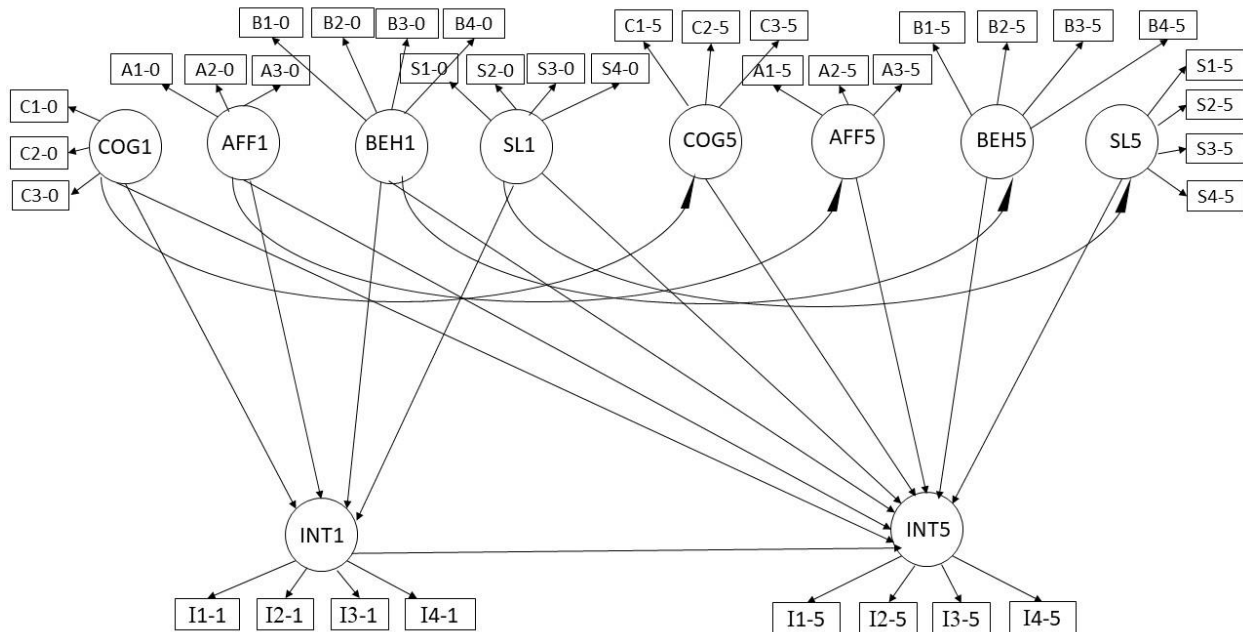 B1-0 B2-0 B3-0 B4-0 C1-5 C2-5 C3-5 B1-5 B2-5 B3-5 B4-5
A1-0 A2-0 A3-0 S1-0 S2-0 S3-0 S4-0 A1-5 A2-5 A3-5 S1-5
C1-0 S2-5
COG1 AFF1 BEH1 SL1 COG5 AFF5 BEH5 SL5
C2-0 S3-5
C3-0 S4-5
INT1 INT5
I1-1 I2-1 I3-1 I4-1 I1-5 I2-5 I3-5 I4-5